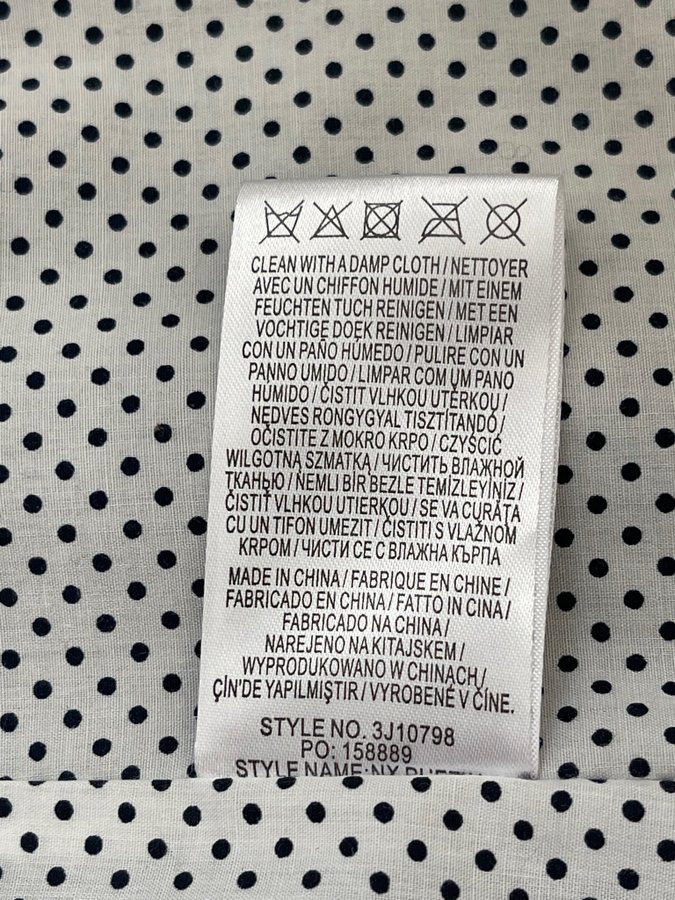 CLEAN WITH A DAMP CLOTH / NETTOYER
AVEC UN CHIFFON HUMIDE / MIT EINEM
FEUCHTEN TUCH REINIGEN / MET EEN
VOCHTIGE DOEK REINIGEN / LIMPIAR
CON UN PAÑO HÚMEDO / PULIRE CON UN
PANNO UMIDO / LIMPAR COM UM PANO
HUMIDO / ČISTIT VLHKOU UTĚRKOU /
NEDVES RONGYGYAL TISZTÍTANDÓ /
OČISTITE Z MOKRO KRPO / CZYŚCIĆ
WILGOTNĄ SZMATKĄ / ЧИСТИТЬ ВЛАЖНОЙ
ТКАНЬЮ / NEMLİ BİR BEZLE TEMİZLEYİNİZ /
ČISTIŤ VLHKOU UTIERKOU / SE VA CURĂȚA
CU UN TIFON UMEZIT / ČISTITI S VLAŽNOM
KRPOM / ЧИСТИ СЕ С ВЛАЖНА КЪРПА
MADE IN CHINA / FABRIQUE EN CHINE /
FABRICADO EN CHINA / FATTO IN CINA /
FABRICADO NA CHINA /
NAREJENO NA KITAJSKEM /
WYPRODUKOWANO W CHINACH /
ÇİN'DE YAPILMIŞTIR / VYROBENÉ V ČÍNE.
STYLE NO. 3J10798
PO: 158889
STYLE NAME: NX